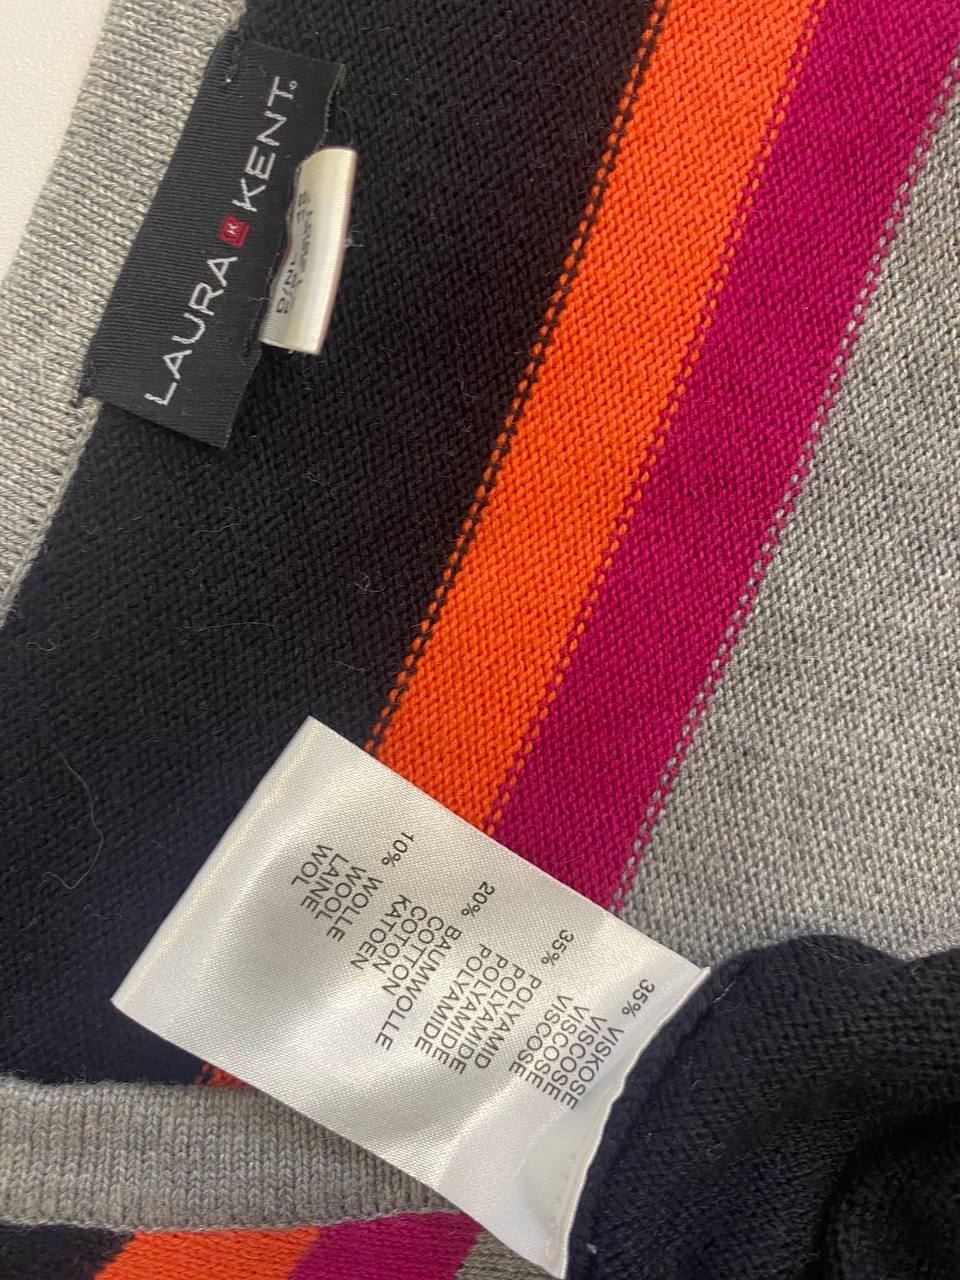 LAURA K KENT
D/NL
35% VISKOSE
VISCOSE
VISCOSE
35% POLYAMID
POLYAMIDE
POLYAMIDE
20% BAUMWOLLE
COTTON
COTON
KATOEN
10% WOLLE
WOOL
LAINE
WOL